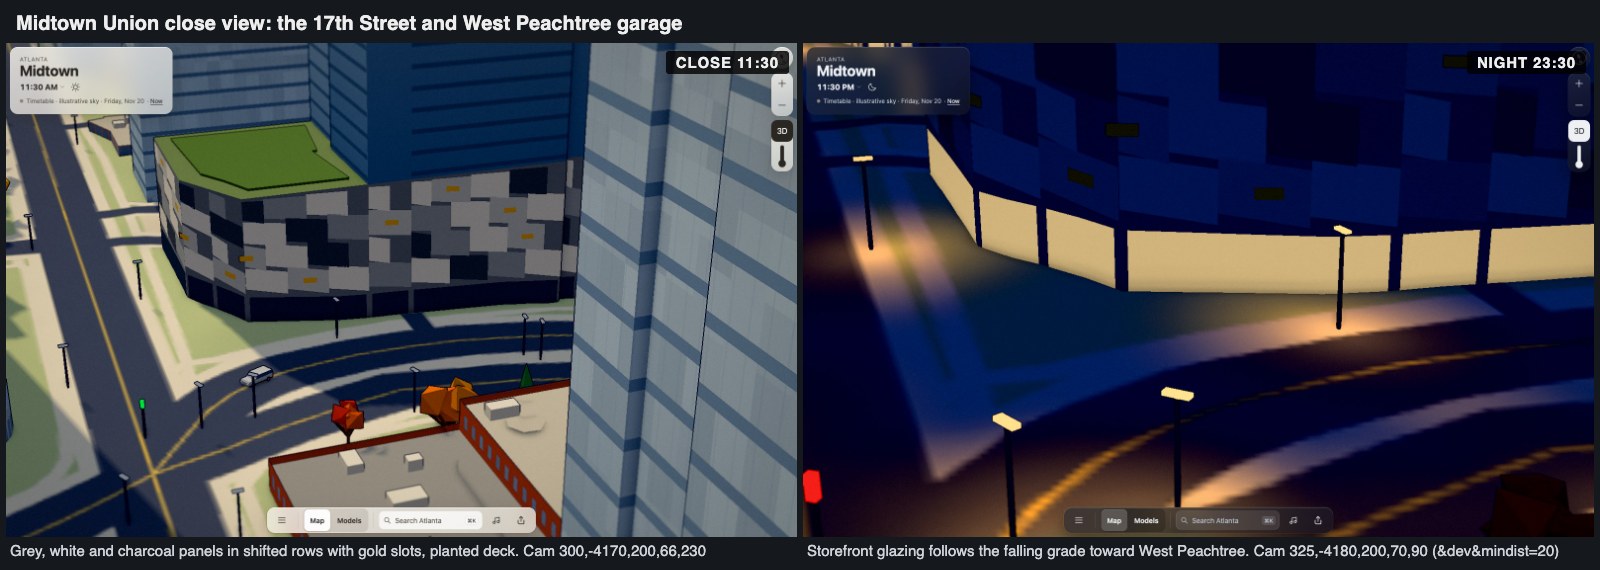 Midtown Union close view: the 17th Street and West Peachtree garage
ATLANTA
Midtown
11:30 AM
Timetable · Illustrative sky · Friday, Nov 20 · Now
CLOSE 11:30
3D
Map Models Search Atlanta ⌘K
Grey, white and charcoal panels in shifted rows with gold slots, planted deck. Cam 300,-4170,200,66,230
ATLANTA
Midtown
11:30 PM
Timetable · Illustrative sky · Friday, Nov 20 · Now
NIGHT 23:30
3D
Map Models Search Atlanta ⌘K
Storefront glazing follows the falling grade toward West Peachtree. Cam 325,-4180,200,70,90 (&dev&mindist=20)